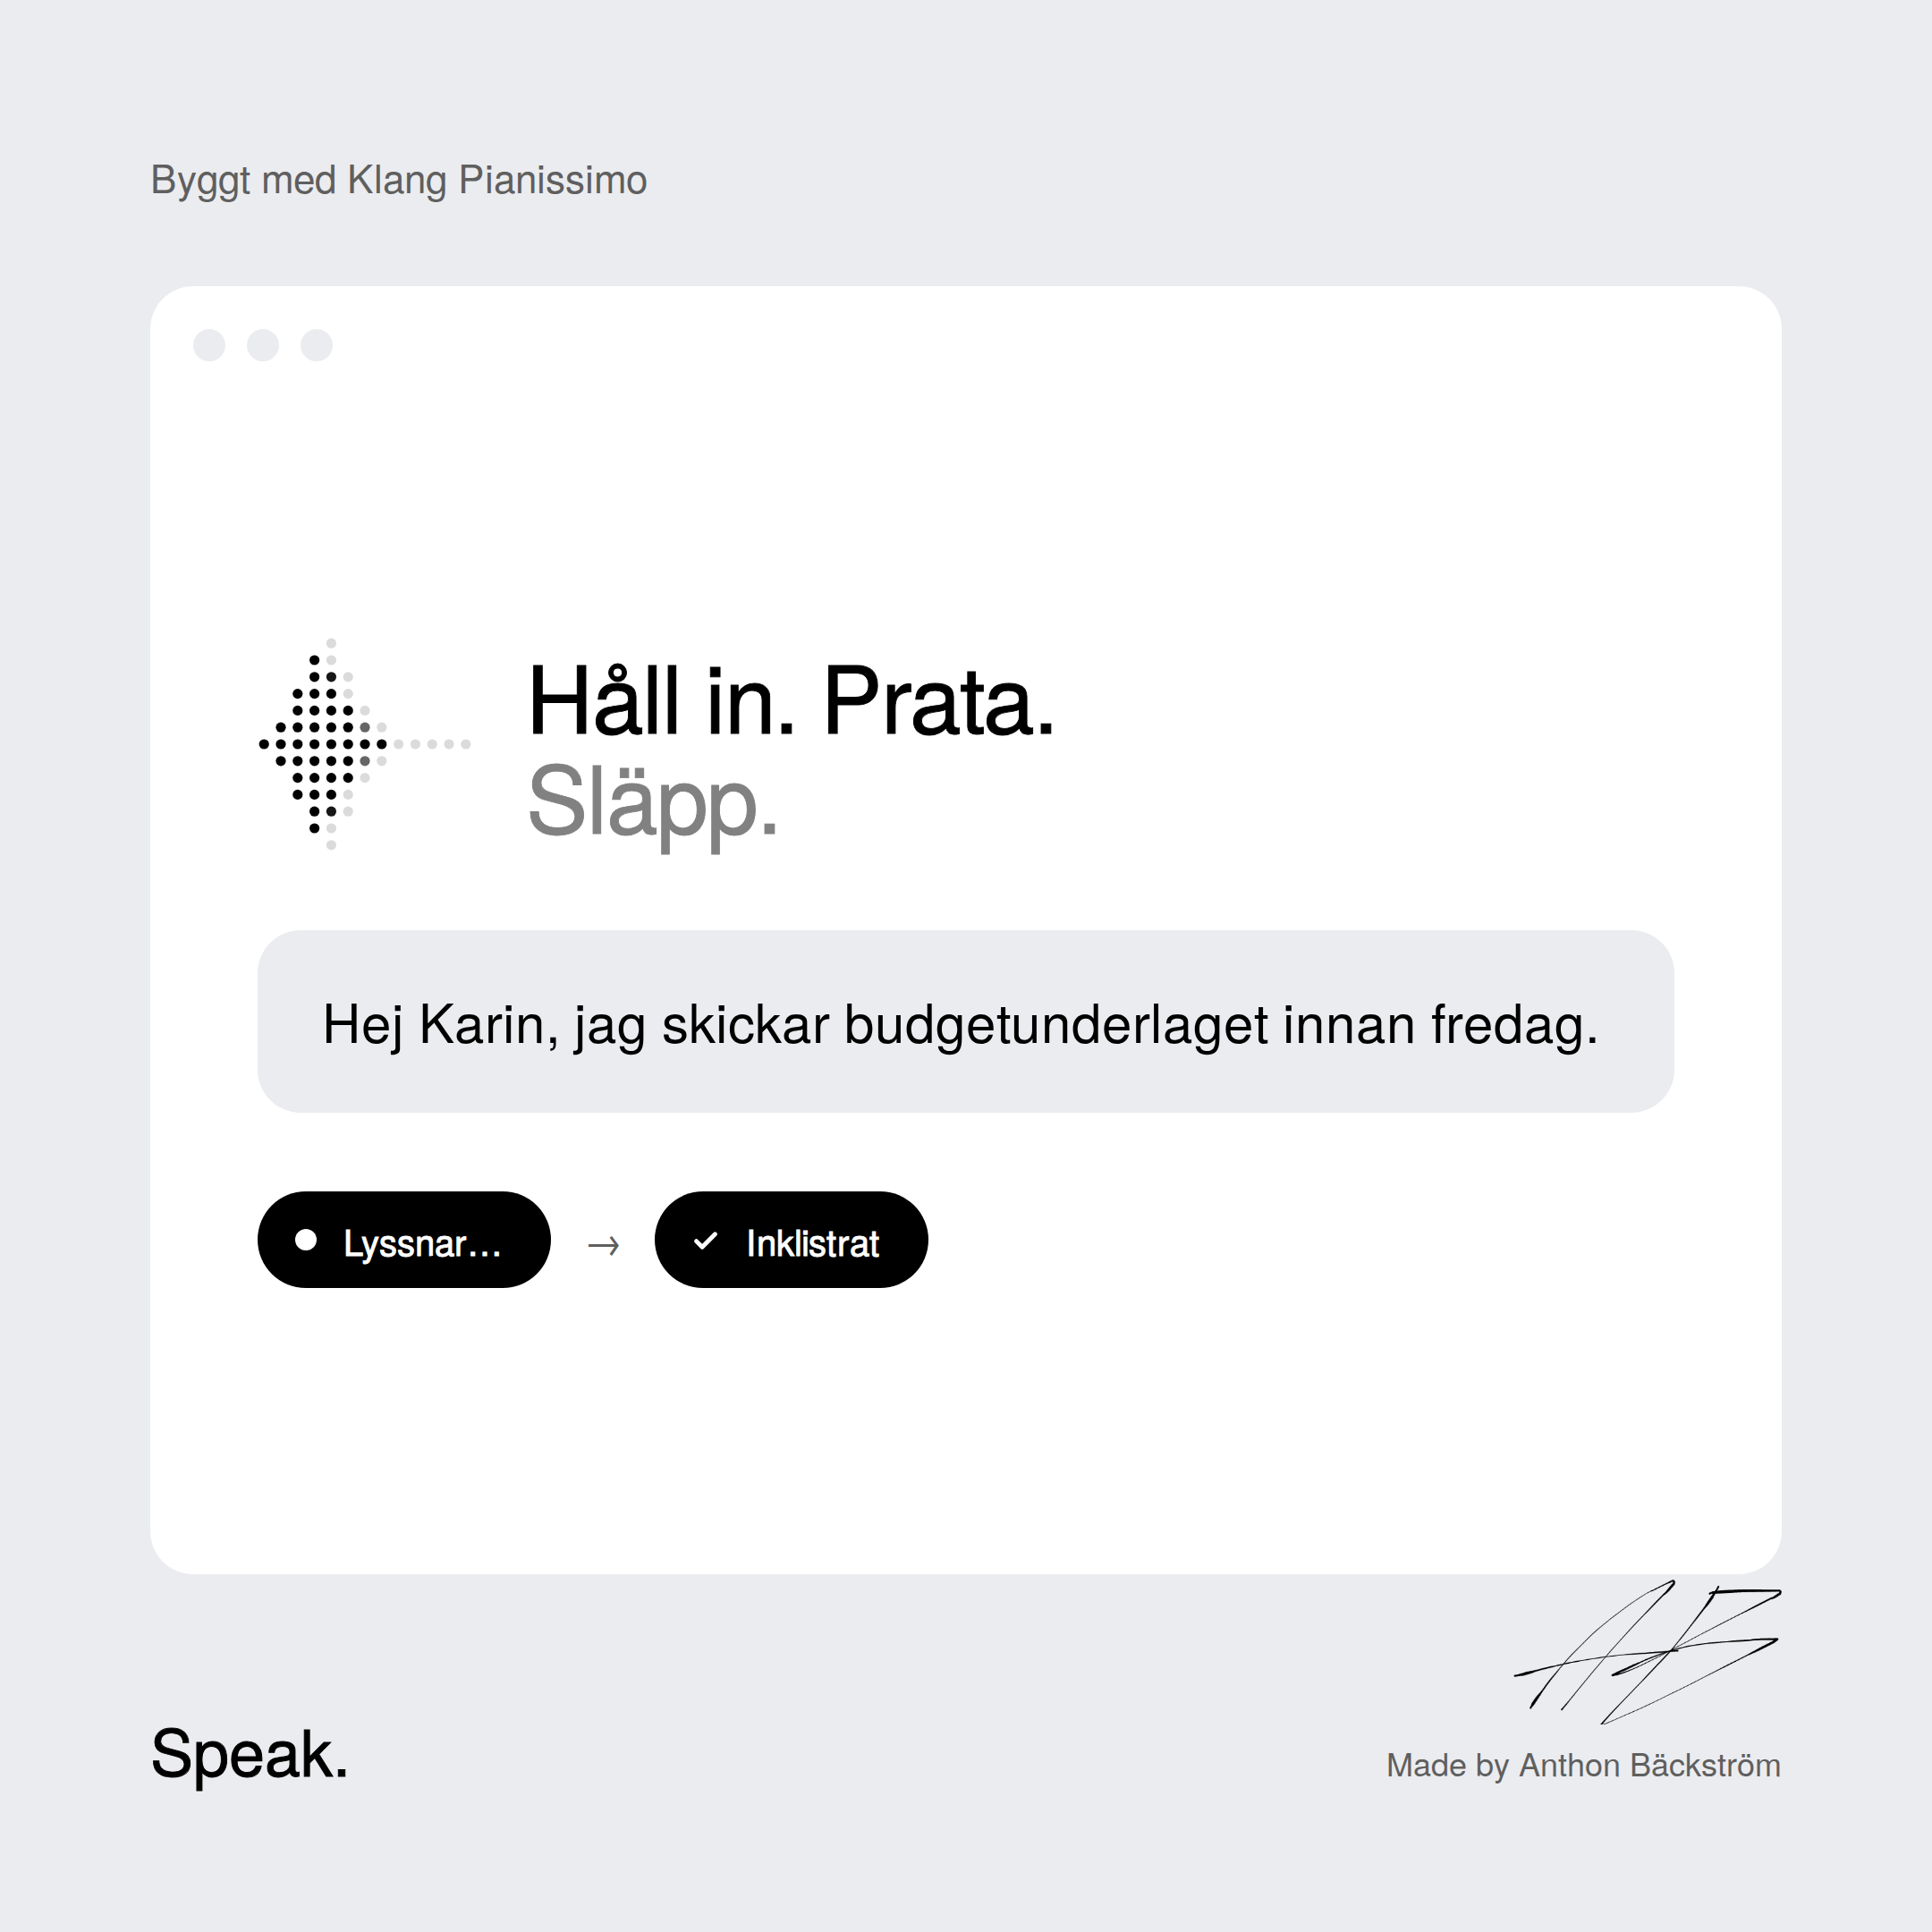 Byggt med Klang Pianissimo
Håll in. Prata.
Släpp.
Hej Karin, jag skickar budgetunderlaget innan fredag.
Lyssnar… → Inklistrat
Speak.
Made by Anthon Bäckström